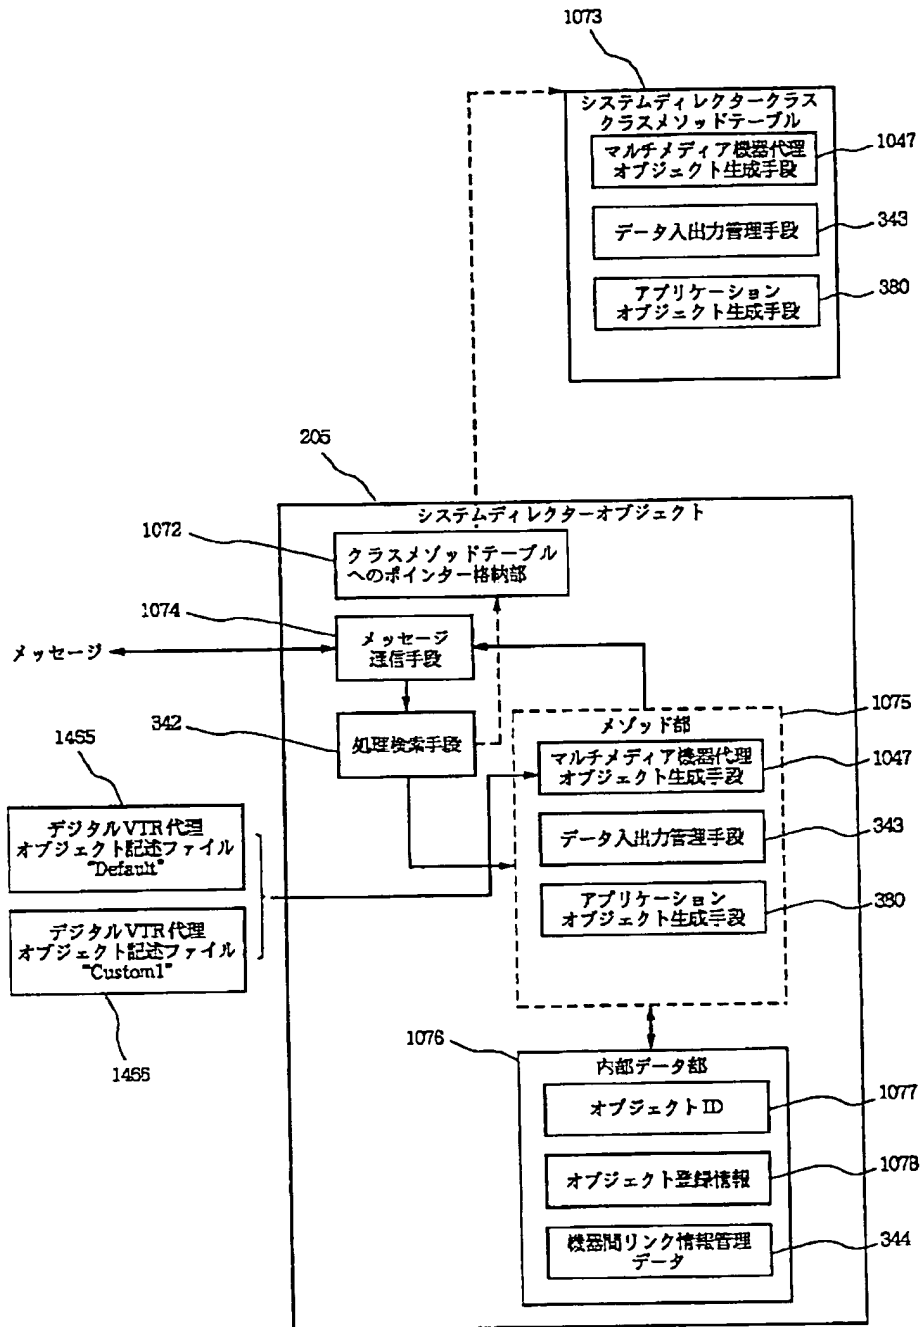 1073
システムディレクタークラス
クラスメソッドテーブル
マルチメディア機器代理
オブジェクト生成手段
1047
データ入出力管理手段
343
アプリケーション
オブジェクト生成手段
380
205
システムディレクターオブジェクト
1072
クラスメソッドテーブル
へのポインター格納部
1074
メッセージ
メッセージ
通信手段
342
処理検索手段
1075
メソッド部
マルチメディア機器代理
オブジェクト生成手段
1047
データ入出力管理手段
343
アプリケーション
オブジェクト生成手段
380
1455
デジタルVTR代理
オブジェクト記述ファイル
"Default"
デジタルVTR代理
オブジェクト記述ファイル
"Custom1"
1456
1076
内部データ部
オブジェクトID
1077
オブジェクト登録情報
1078
機器間リンク情報管理
データ
344